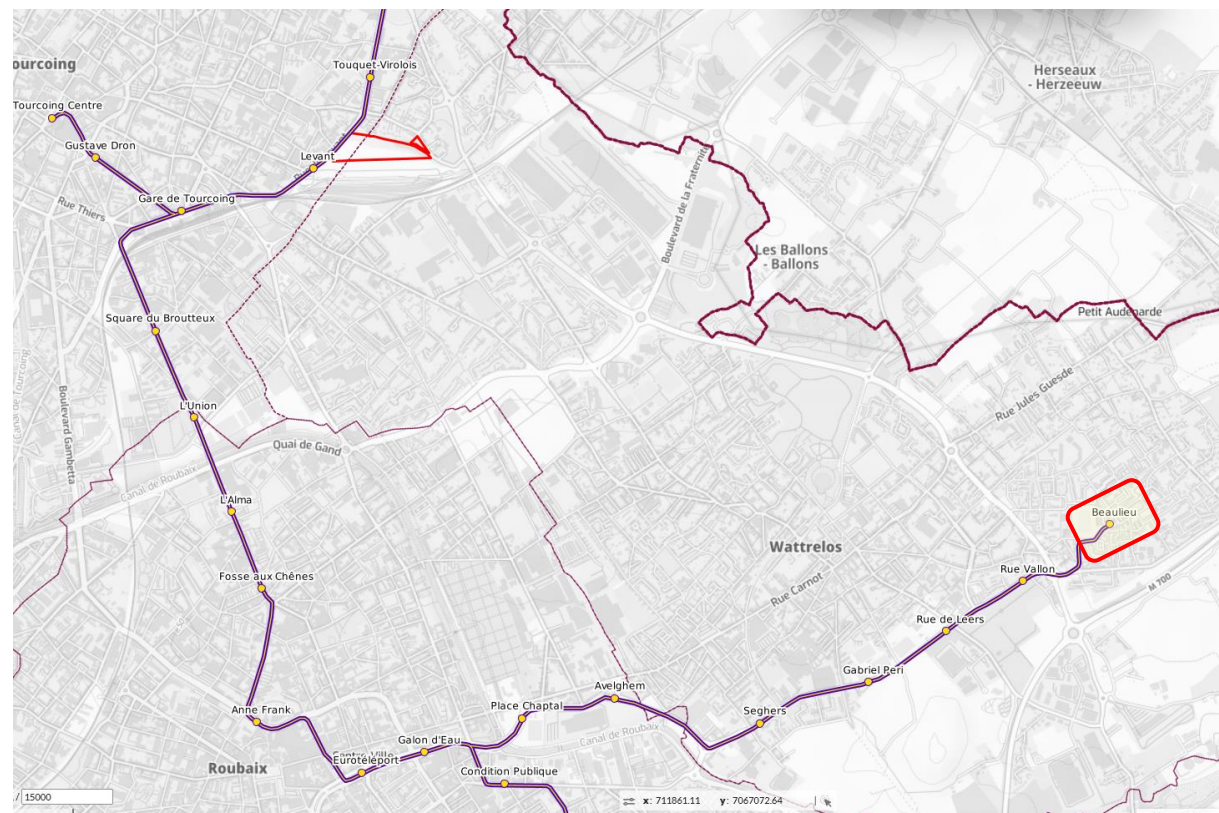 Touquet-Virolois
ourcoing
Herseaux
- Herzeeuw
Tourcoing Centre
Gustave Dron
Levant
Boulevard de la Fraternité
Gare de Tourcoing
Rue Thiers
Les Ballons
- Ballons
Square du Broutteux
Petit Audenarde
Canal de Tourcoing
Boulevard Gambetta
Rue Jules Guesde
L'Union
Quai de Gand
Canal de Roubaix
L'Alma
Beaulieu
Wattrelos
Rue Carnot
Rue Vallon
M 700
Fosse aux Chênes
Rue de Leers
Gabriel Peri
Avelghem
Place Chaptal
Seghers
Anne Frank
Canal de Roubaix
Galon d'Eau
Centre Ville
Eurotéléport
Roubaix
Condition Publique
/ 15000
x: 711861.11 y: 7067072.64